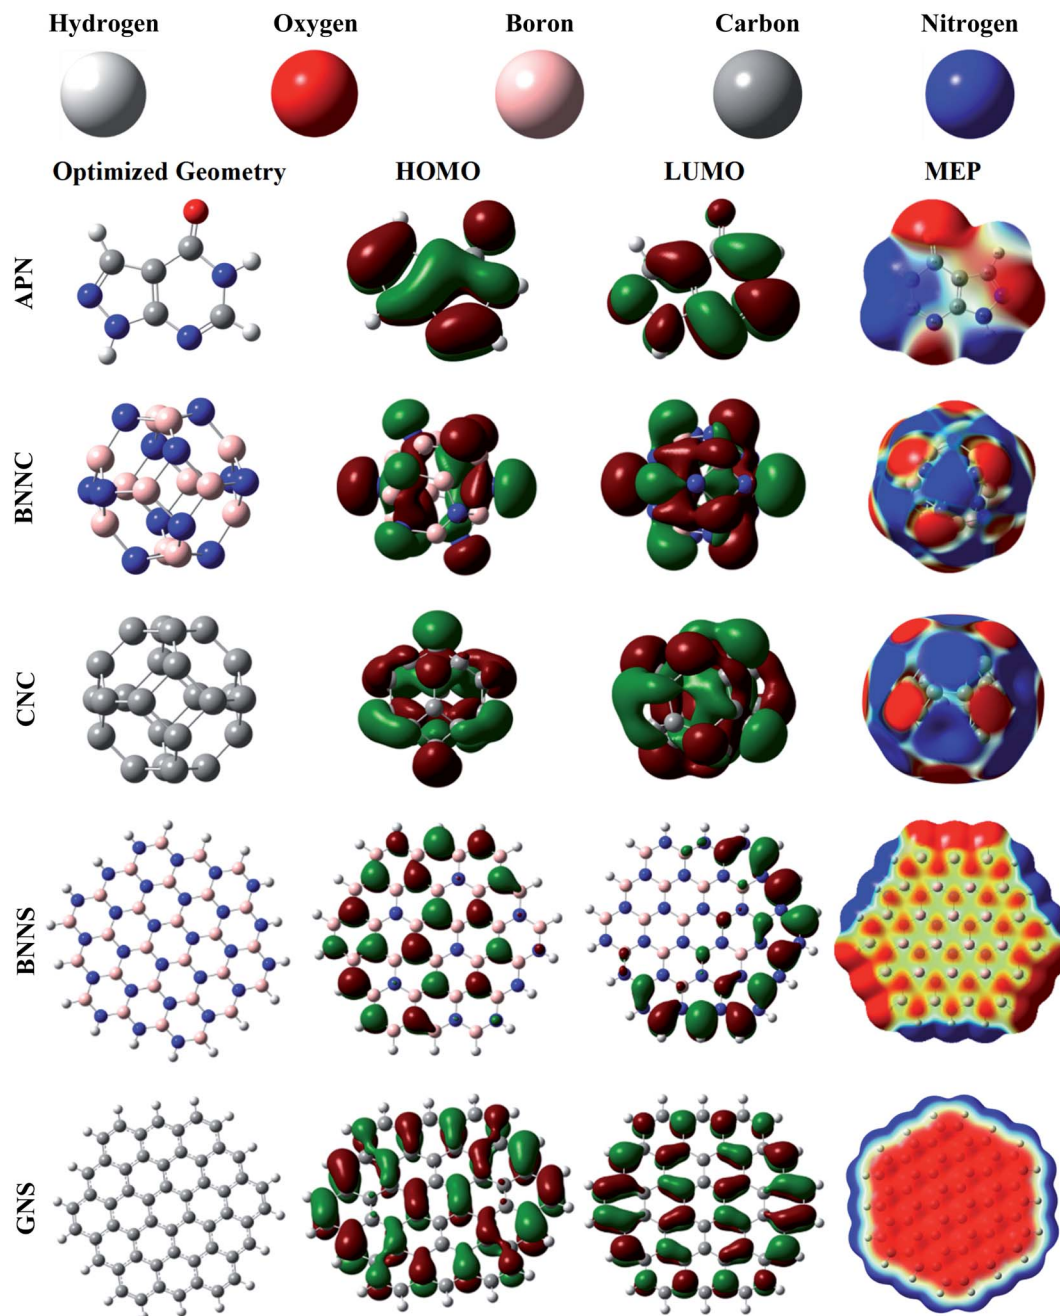 Hydrogen Oxygen Boron Carbon Nitrogen
Optimized Geometry HOMO LUMO MEP
APN
BNNC
CNC
BNNS
GNS